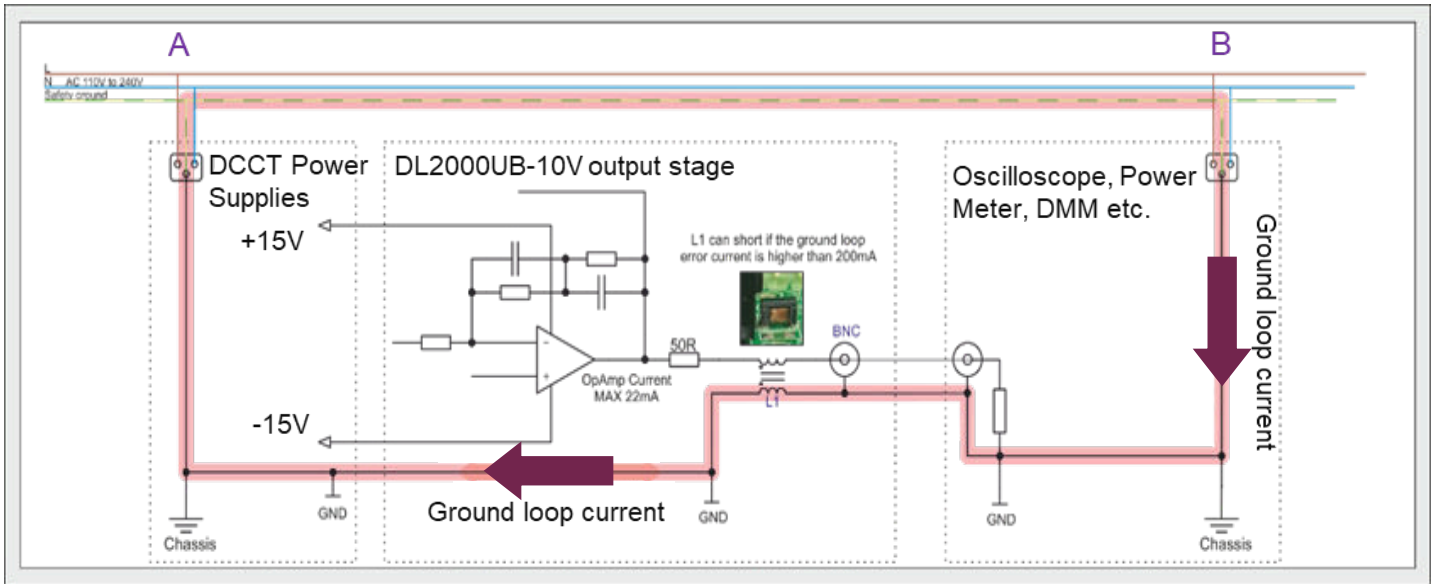 A
B
L
N AC 110V to 240V
Safety ground
DCCT Power
Supplies
+15V
-15V
GND
Chassis
DL2000UB-10V output stage
L1 can short if the ground loop
error current is higher than 200mA
50R
BNC
OpAmp Current
MAX 22mA
L1
Ground loop current
GND
Oscilloscope, Power
Meter, DMM etc.
Ground loop current
GND
Chassis